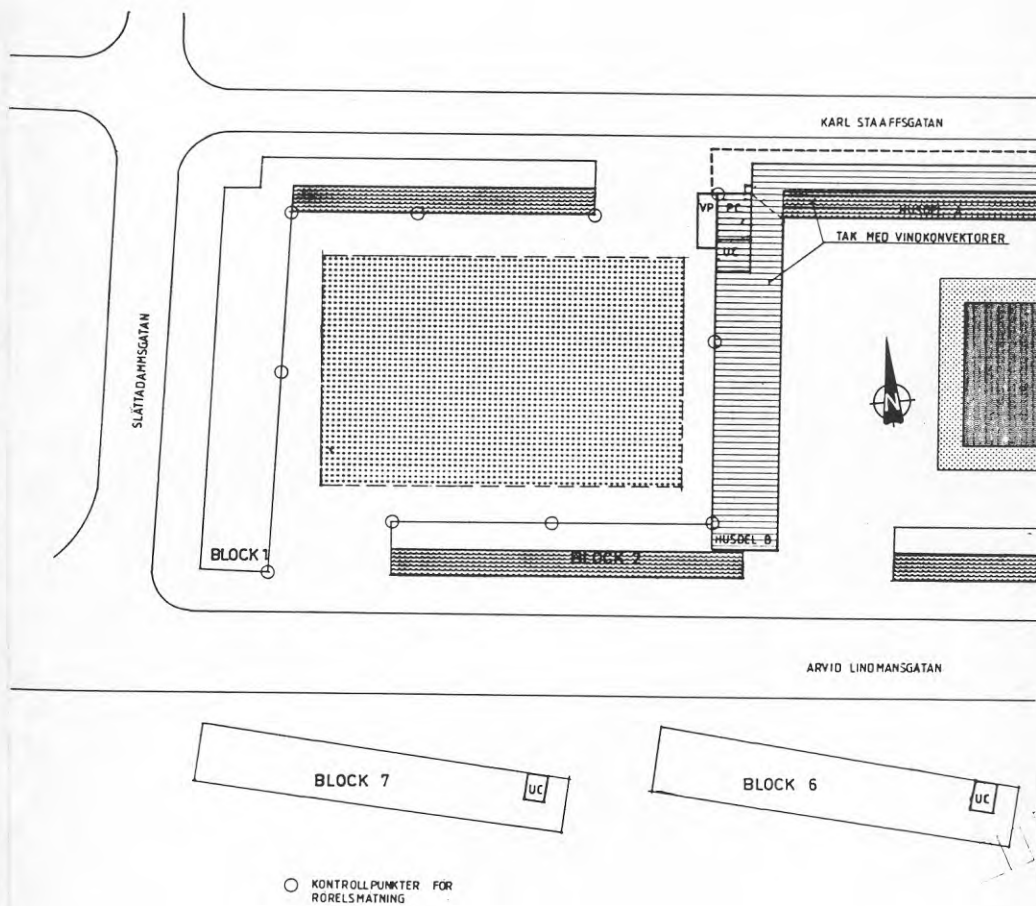 KARL STAAFFSGATAN
VP PC
HUSDEL A
TAK MED VINDKONVEKTORER
UC
SLÄTTADAMMSGATAN
N
HUSDEL B
BLOCK 1
BLOCK 2
ARVID LINDMANSGATAN
BLOCK 7
UC
BLOCK 6
UC
KONTROLLPUNKTER FÖR
RÖRELSMÄTNING